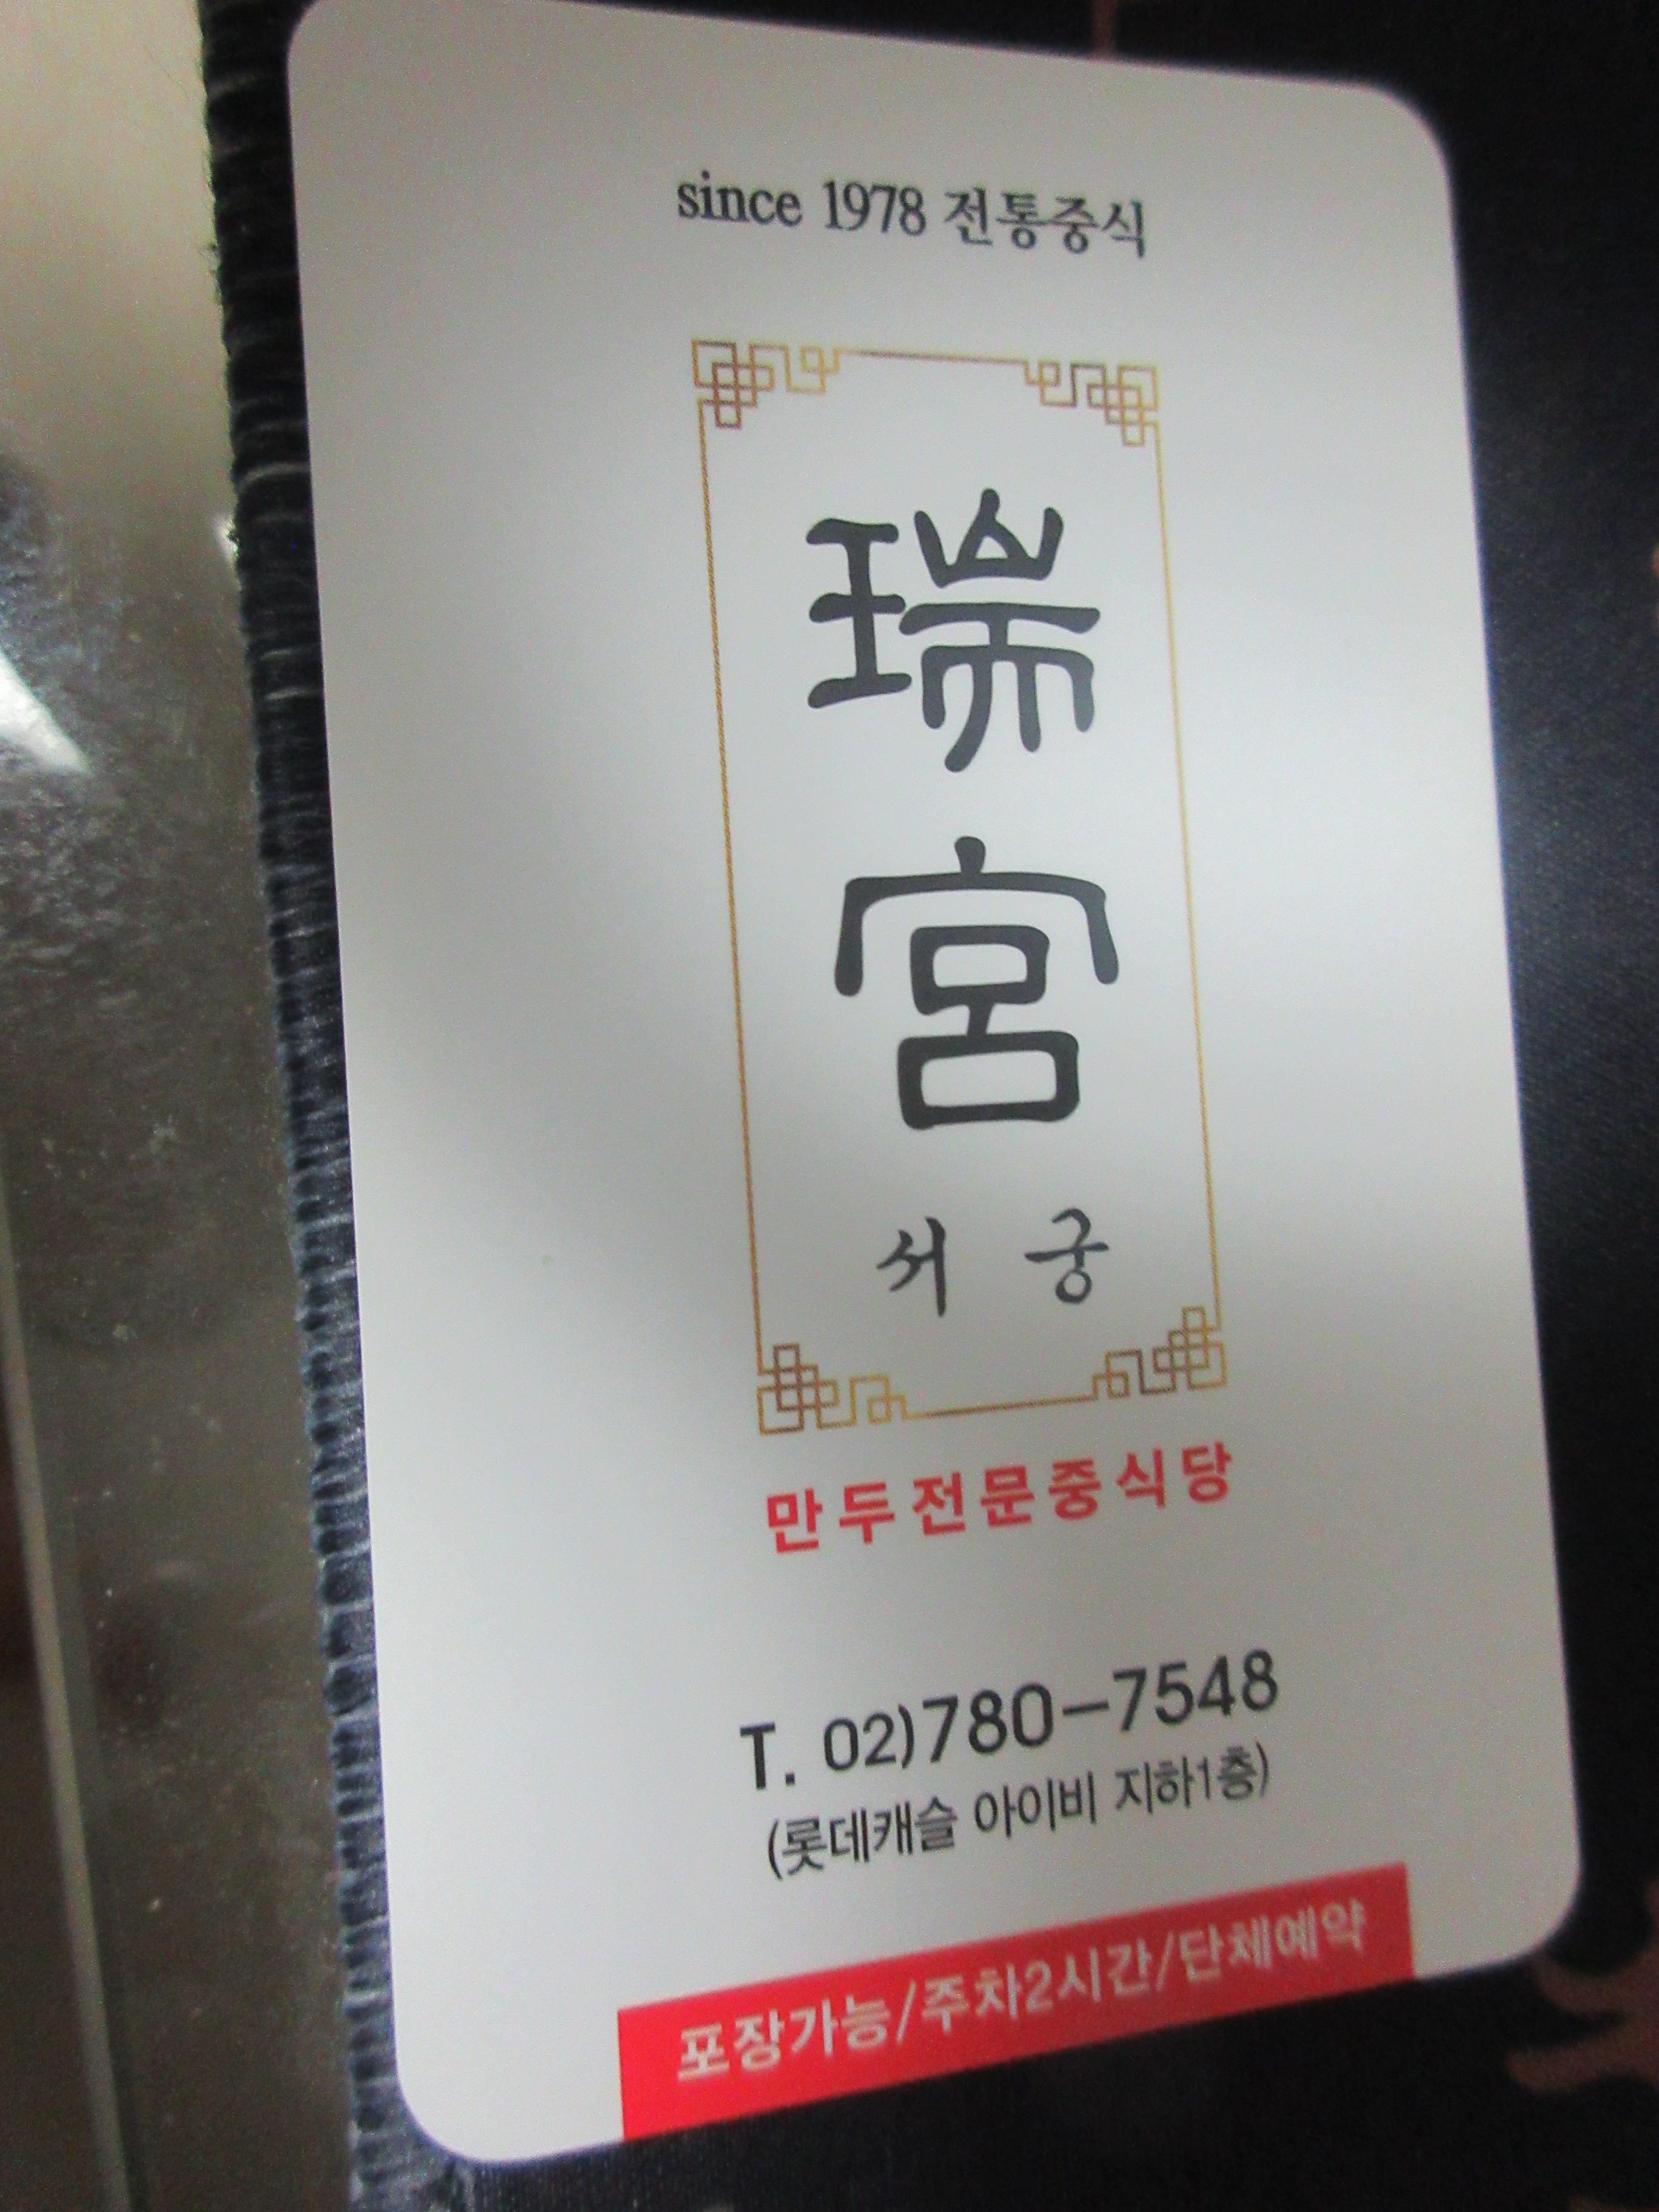 since 1978 전통중식
瑞
宮
서 궁
만두전문중식당
T. 02)780-7548
(롯데캐슬 아이비 지하1층)
포장가능/주차2시간/단체예약